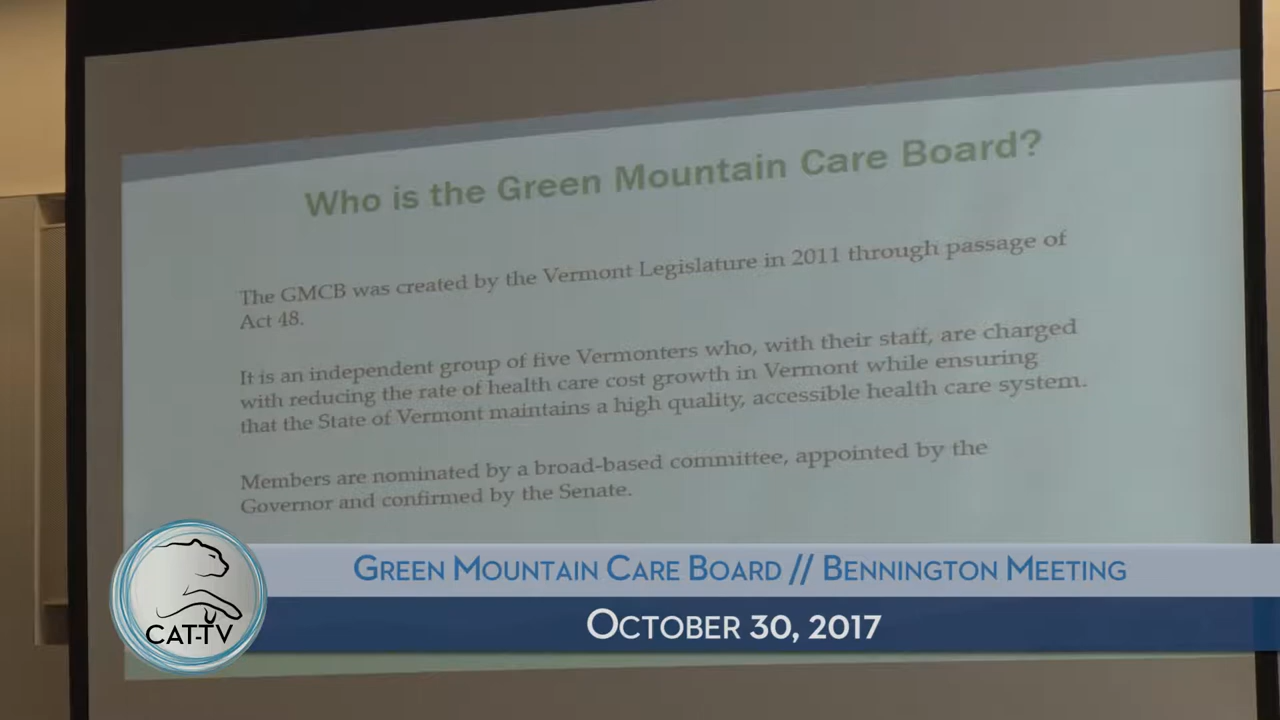 Who is the Green Mountain Care Board?
The GMCB was created by the Vermont Legislature in 2011 through passage of
Act 48.
It is an independent group of five Vermonters who, with their staff, are charged
with reducing the rate of health care cost growth in Vermont while ensuring
that the State of Vermont maintains a high quality, accessible health care system.
Members are nominated by a broad-based committee, appointed by the
Governor and confirmed by the Senate.
GREEN MOUNTAIN CARE BOARD // BENNINGTON MEETING
OCTOBER 30, 2017
CAT-TV